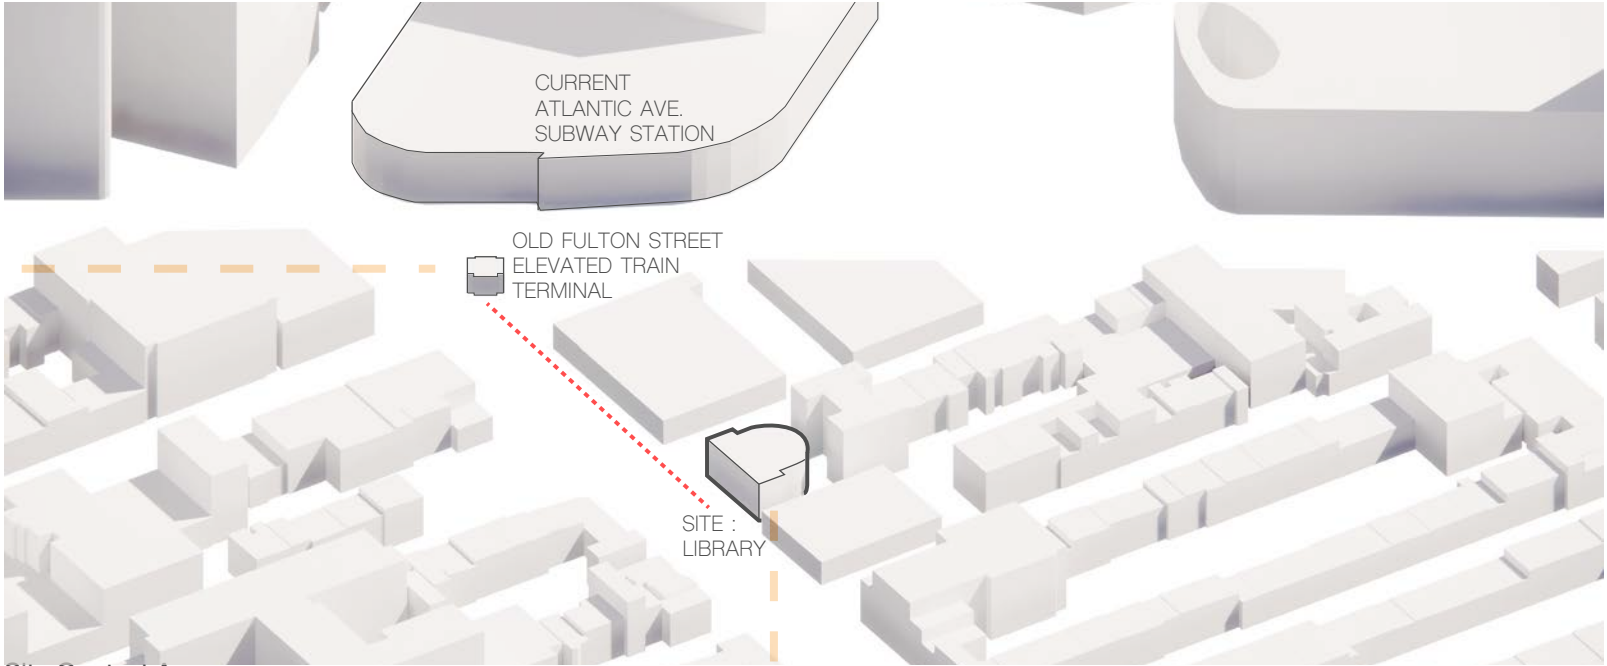 CURRENT
ATLANTIC AVE.
SUBWAY STATION
OLD FULTON STREET
ELEVATED TRAIN
TERMINAL
SITE :
LIBRARY